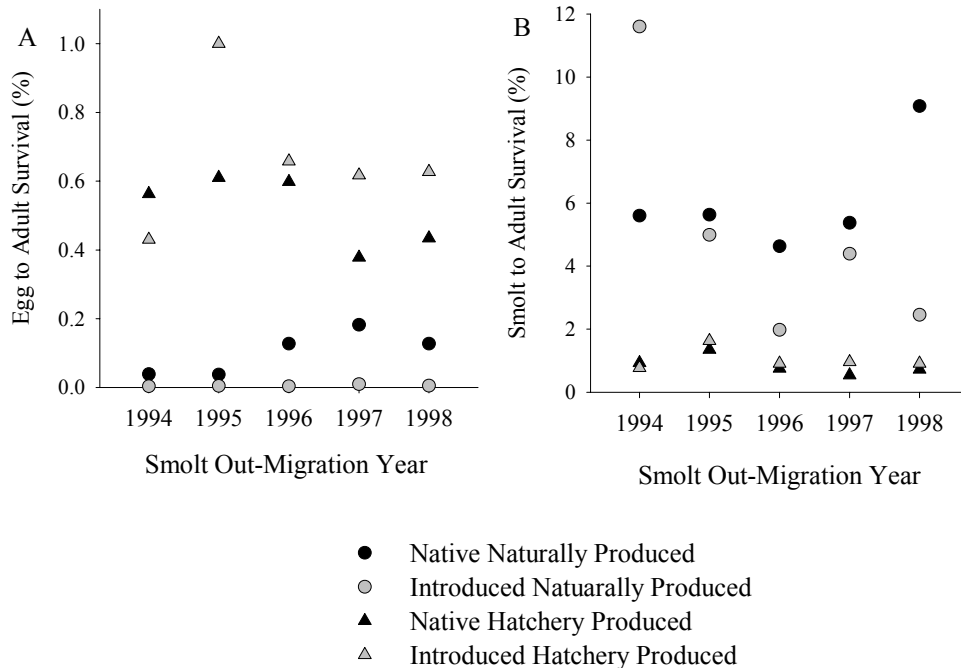 A
Egg to Adult Survival (%)
1.0
0.8
0.6
0.4
0.2
0.0
1994 1995 1996 1997 1998
Smolt Out-Migration Year
B
Smolt to Adult Survival (%)
12
10
8
6
4
2
0
1994 1995 1996 1997 1998
Smolt Out-Migration Year
Native Naturally Produced
Introduced Natuarally Produced
Native Hatchery Produced
Introduced Hatchery Produced